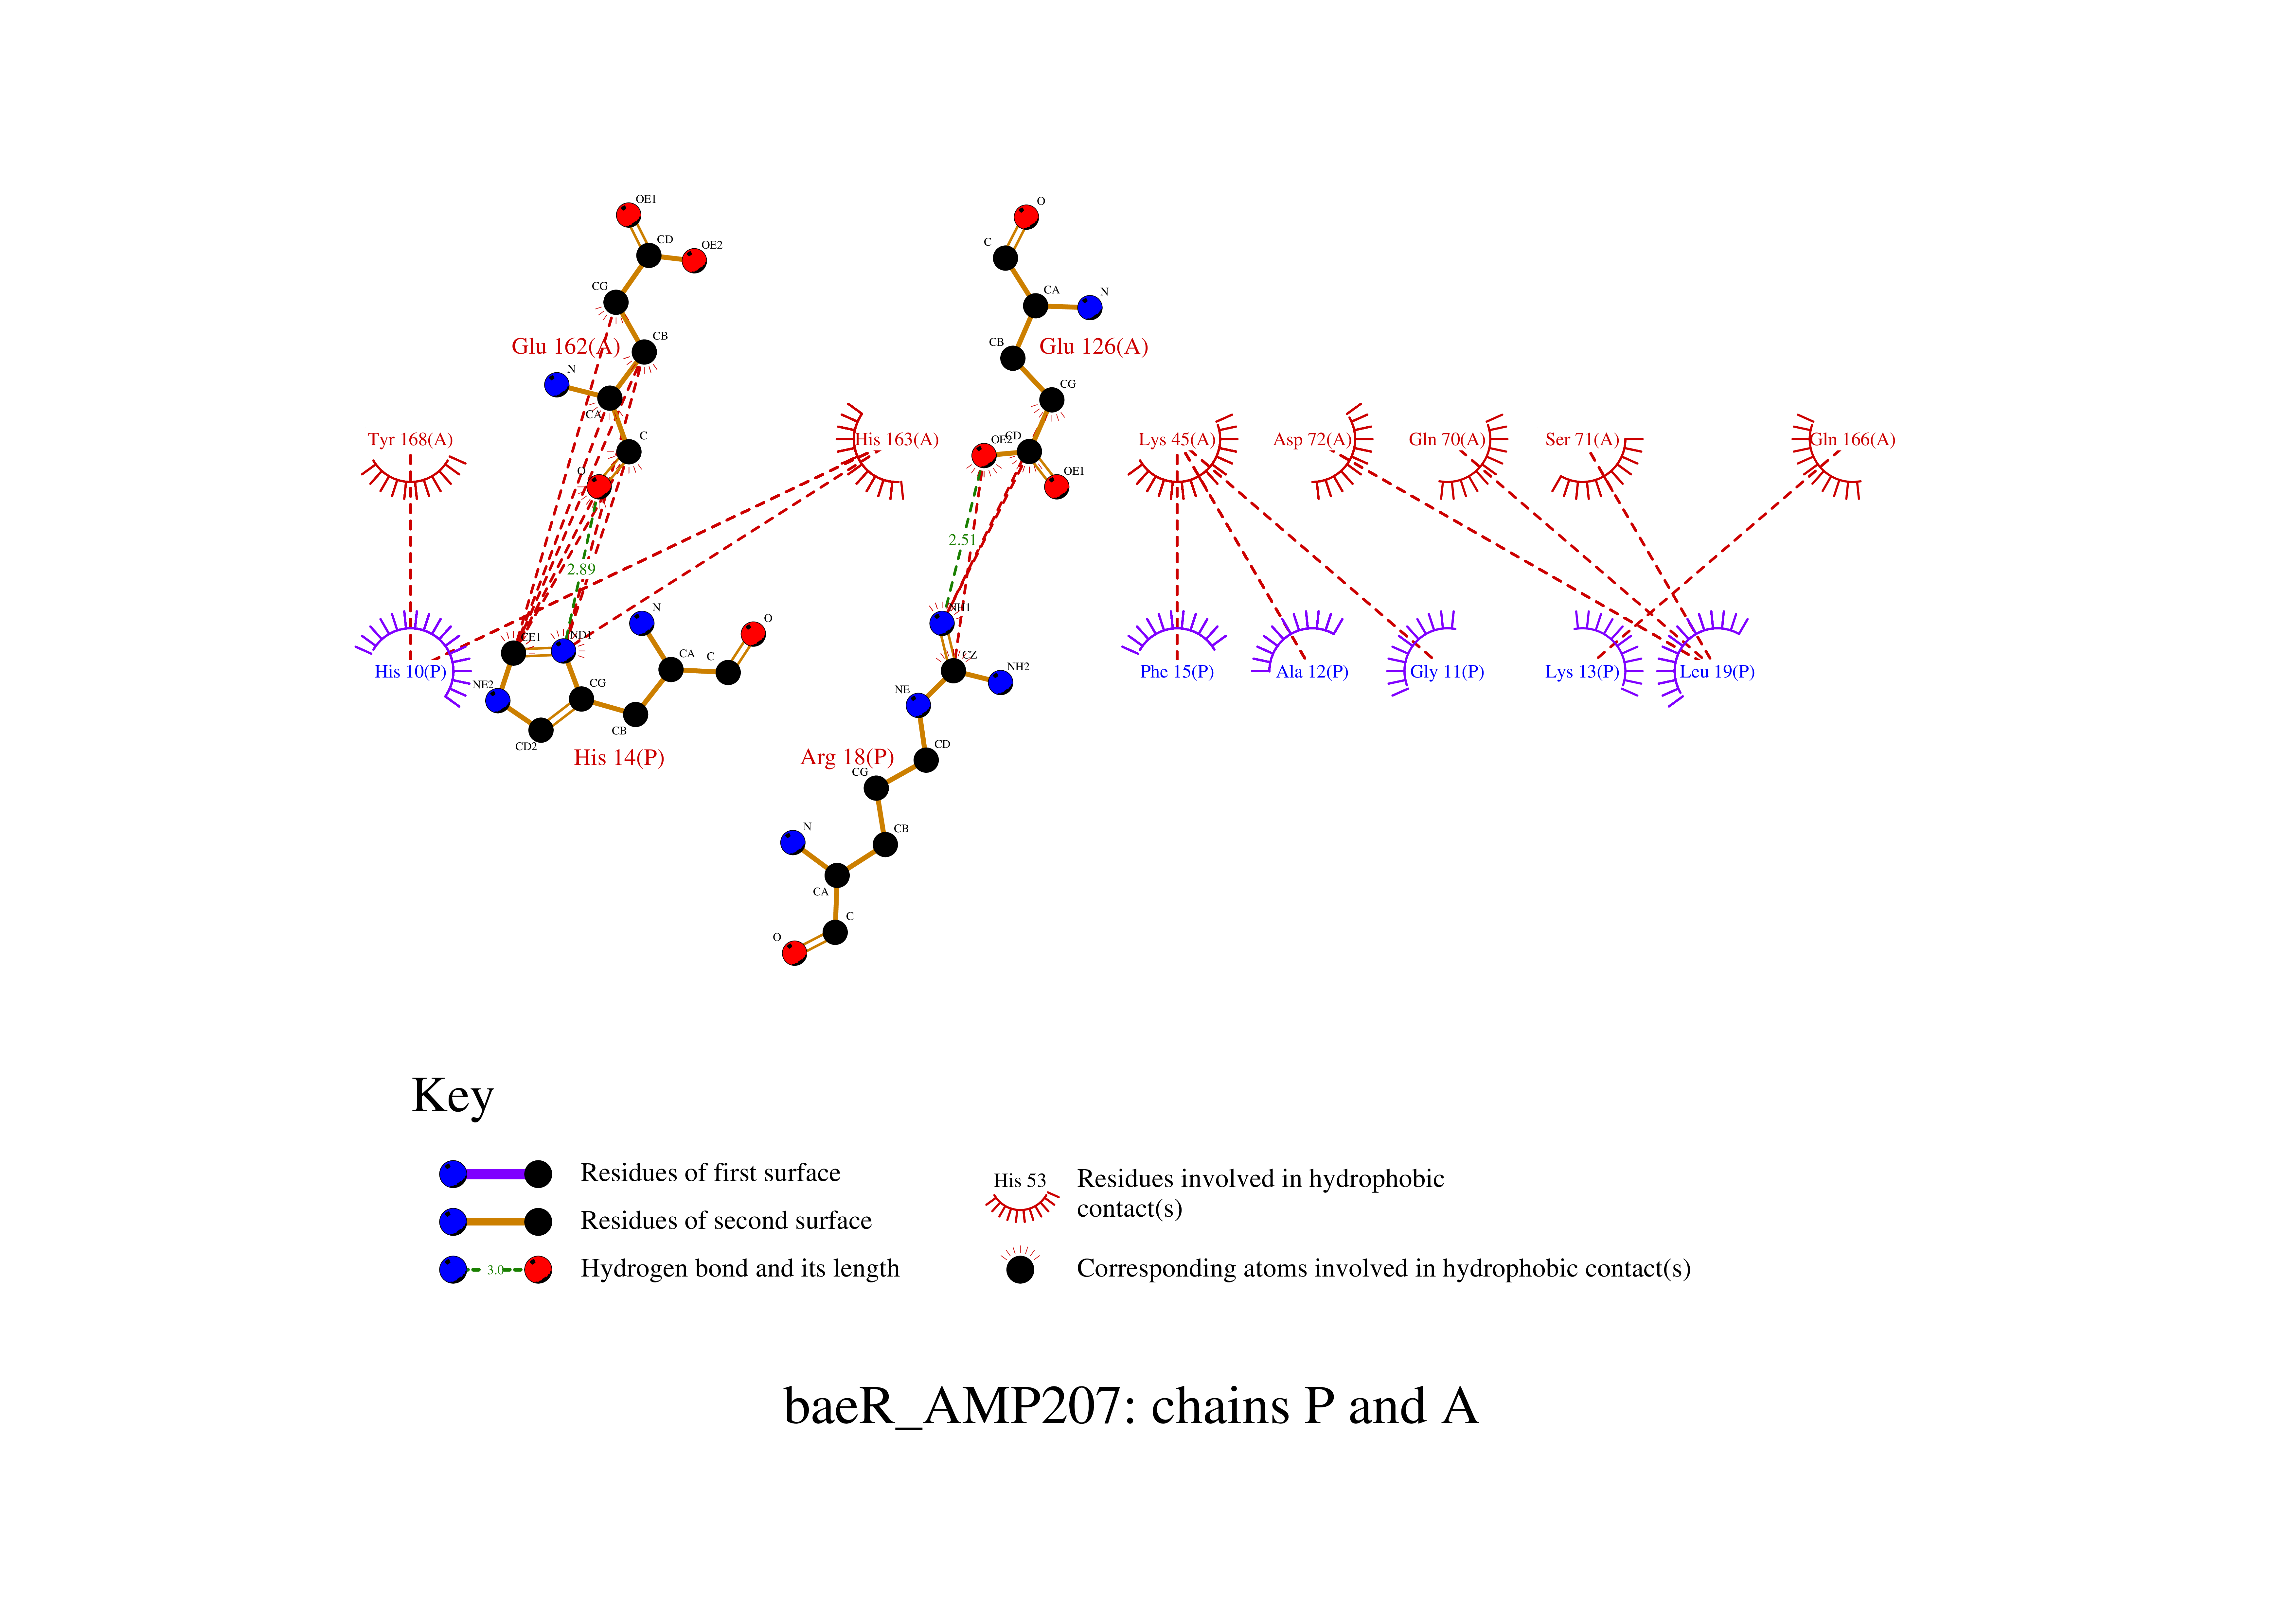 OE1
CD
OE2
CG
CB
Glu 162(A)
N
CA
C
O
O
C
CA
N
CB
Glu 126(A)
CG
OE2
CD
OE1
Tyr 168(A)
His 163(A)
Lys 45(A)
Asp 72(A)
Gln 70(A)
Ser 71(A)
Gln 166(A)
2.89
2.51
His 10(P)
CE1
ND1
N
O
CA
C
NE2
CG
CB
CD2
His 14(P)
NH1
CZ
NH2
NE
CD
Arg 18(P)
CG
CB
N
CA
C
O
Phe 15(P)
Ala 12(P)
Gly 11(P)
Lys 13(P)
Leu 19(P)
Key
Residues of first surface
Residues of second surface
3.0
Hydrogen bond and its length
His 53
Residues involved in hydrophobic
contact(s)
Corresponding atoms involved in hydrophobic contact(s)
baeR_AMP207: chains P and A